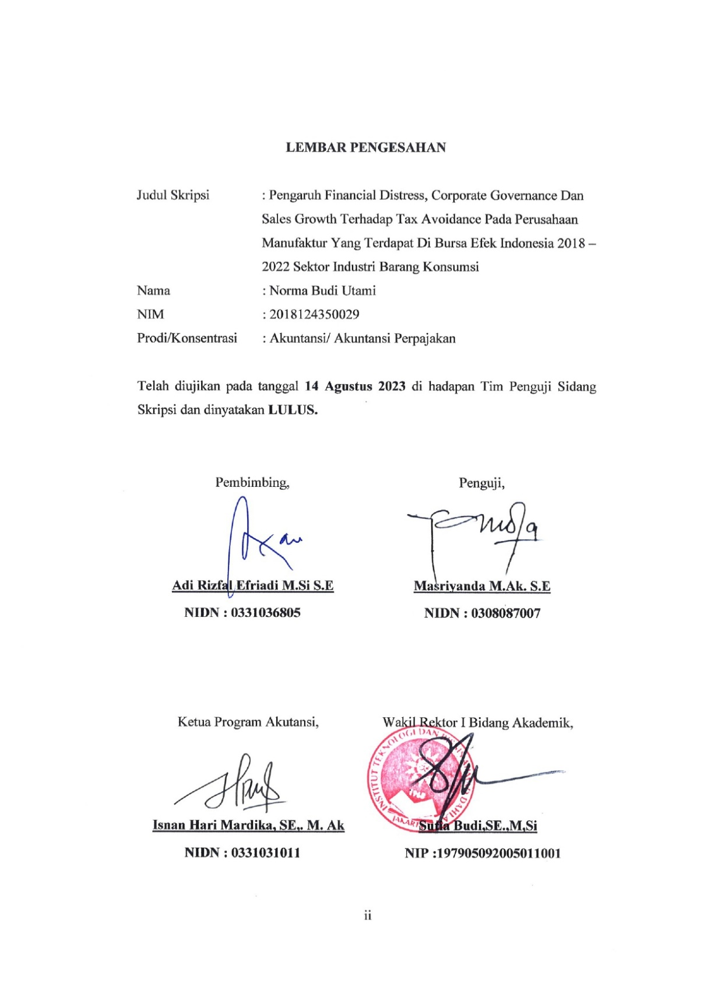 LEMBAR PENGESAHAN
Judul Skripsi : Pengaruh Financial Distress, Corporate Governance Dan
Sales Growth Terhadap Tax Avoidance Pada Perusahaan
Manufaktur Yang Terdapat Di Bursa Efek Indonesia 2018 –
2022 Sektor Industri Barang Konsumsi
Nama : Norma Budi Utami
NIM : 2018124350029
Prodi/Konsentrasi : Akuntansi/ Akuntansi Perpajakan
Telah diujikan pada tanggal 14 Agustus 2023 di hadapan Tim Penguji Sidang
Skripsi dan dinyatakan LULUS.
Pembimbing, Penguji,
Adi Rizfal Efriadi M.Si S.E Masriyanda M.Ak. S.E
NIDN : 0331036805 NIDN : 0308087007
Ketua Program Akutansi, Wakil Rektor I Bidang Akademik,
INSTITUT TEKNOLOGI DAN
JAKARTA
Isnan Hari Mardika, SE,. M. Ak Budi,SE.,M,Si
NIDN : 0331031011 NIP :197905092005011001
ii